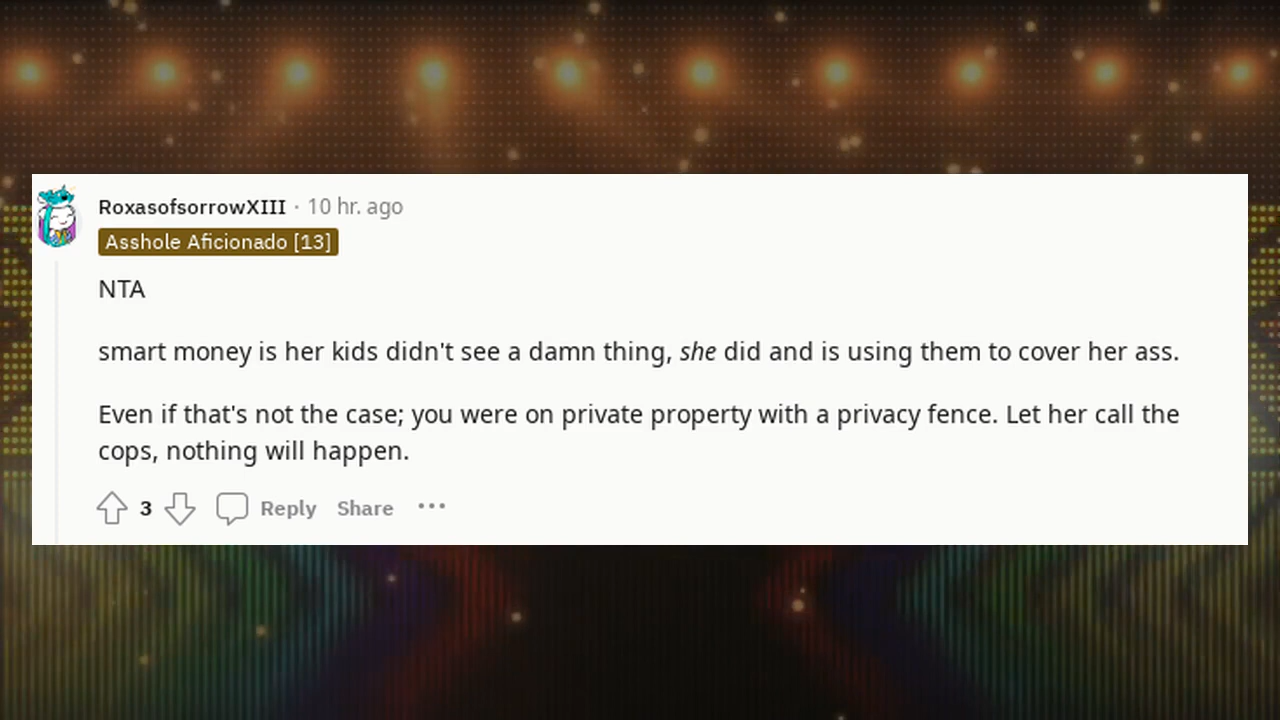 RoxasofsorrowXIII · 10 hr. ago
Asshole Aficionado [13]
NTA
smart money is her kids didn't see a damn thing, she did and is using them to cover her ass.
Even if that's not the case; you were on private property with a privacy fence. Let her call the
cops, nothing will happen.
3 Reply Share •••